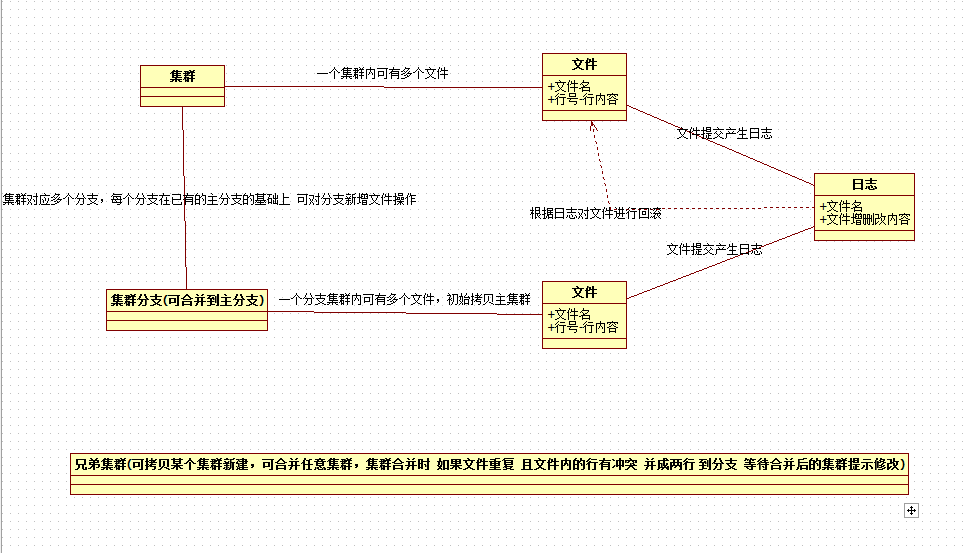 集群
一个集群内可有多个文件
文件
+文件名
+行号-行内容
文件提交产生日志
日志
+文件名
+文件增删改内容
集群对应多个分支，每个分支在已有的主分支的基础上 可对分支新增文件操作
根据日志对文件进行回滚
文件提交产生日志
集群分支(可合并到主分支)
一个分支集群内可有多个文件，初始拷贝主集群
文件
+文件名
+行号-行内容
兄弟集群(可拷贝某个集群新建，可合并任意集群，集群合并时 如果文件重复 且文件内的行有冲突 并成两行 到分支 等待合并后的集群提示修改)